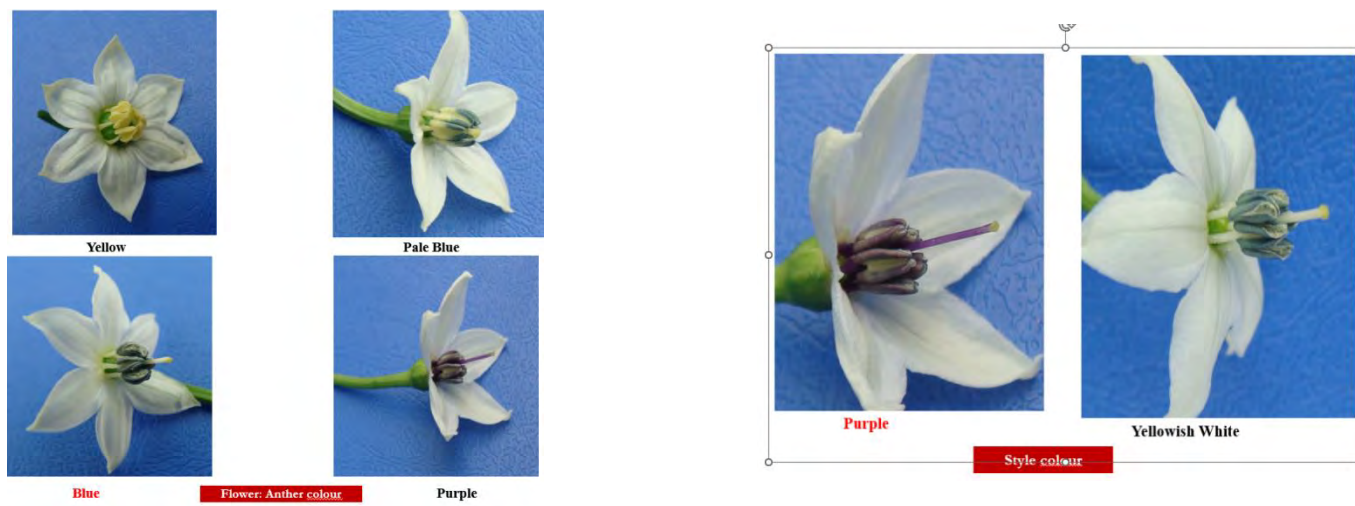 Yellow
Pale Blue
Blue
Flower: Anther colour
Purple
Purple
Yellowish White
Style colour